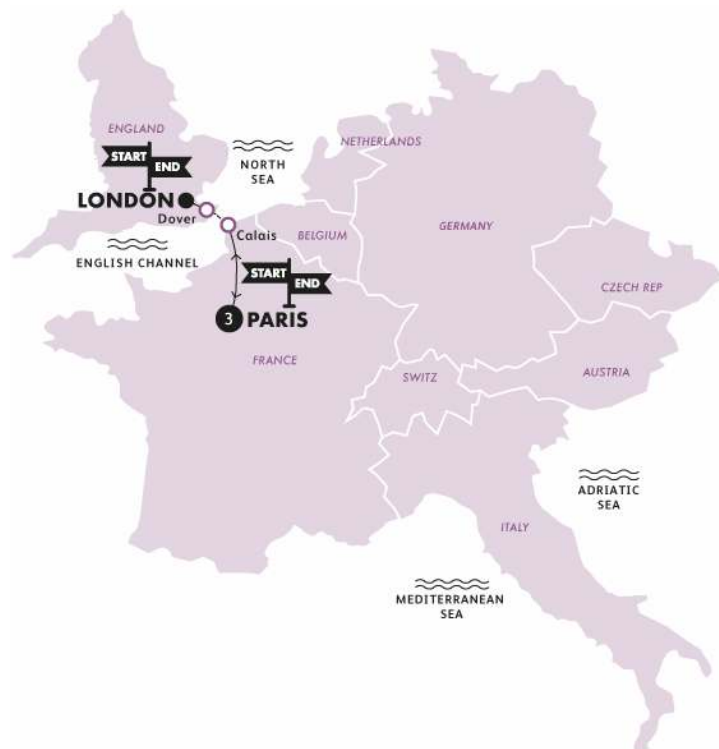 ENGLAND
START
END
LONDON
Dover
NORTH
SEA
NETHERLANDS
BELGIUM
GERMANY
Calais
ENGLISH CHANNEL
START
END
3 PARIS
CZECH REP
FRANCE
SWITZ
AUSTRIA
ADRIATIC
SEA
ITALY
MEDITERRANEAN
SEA